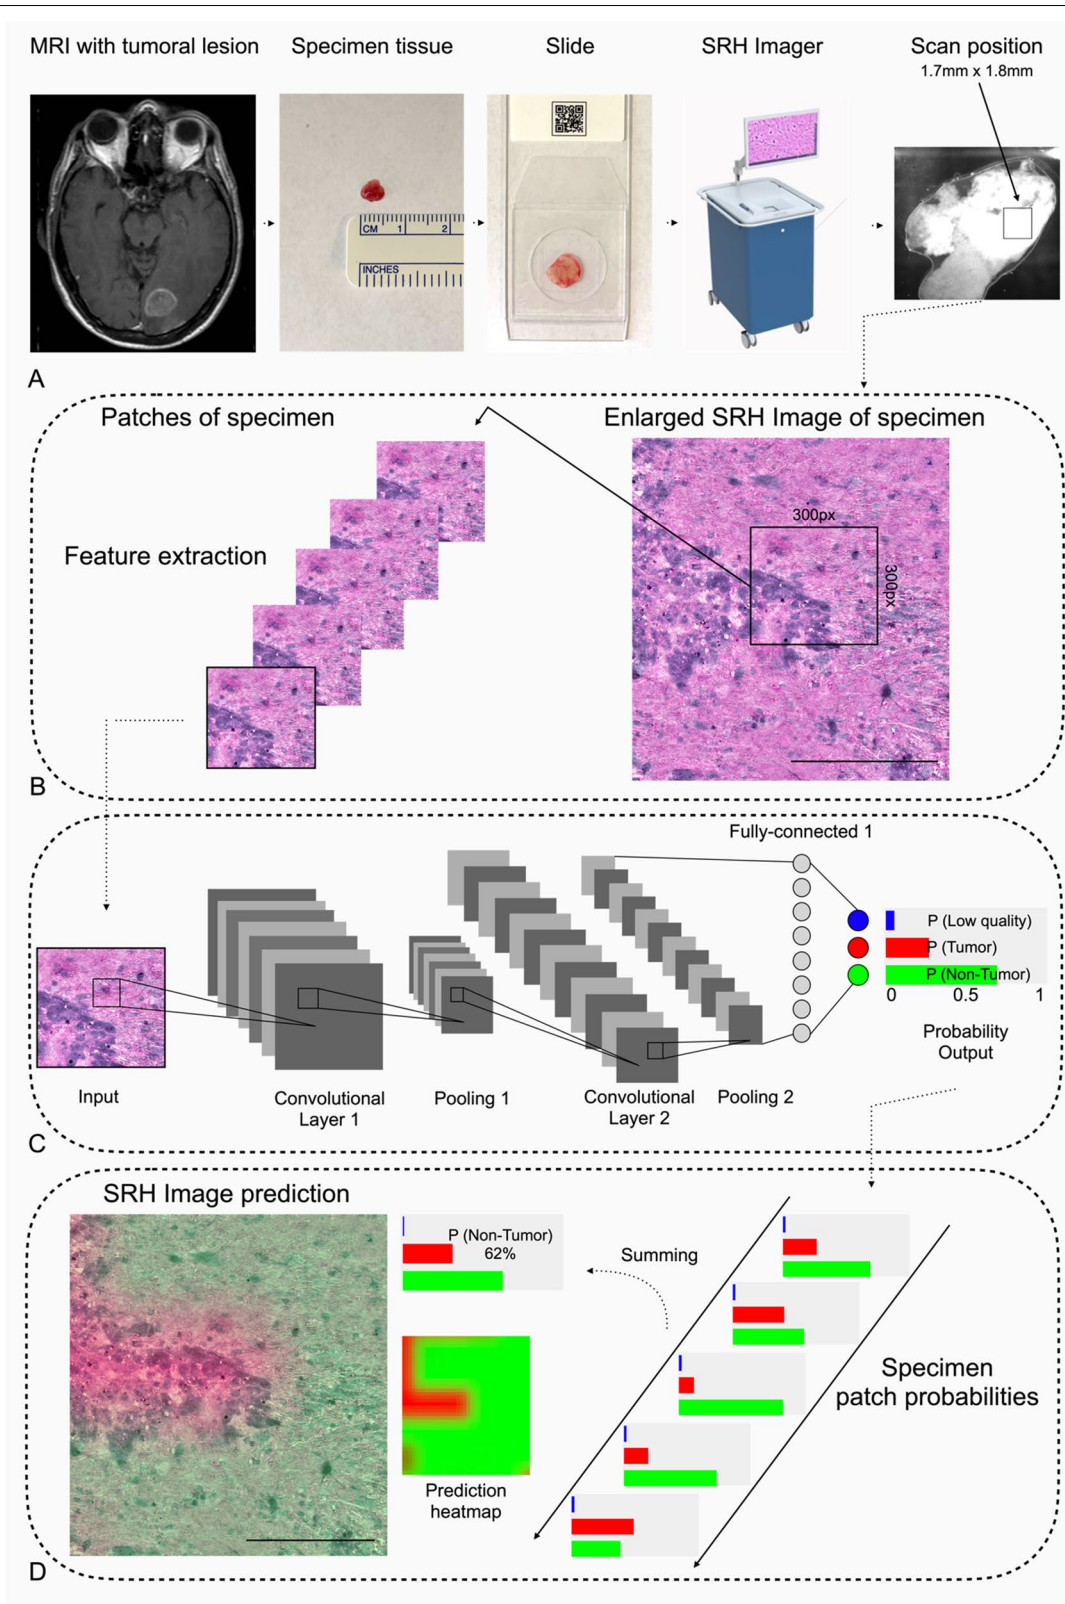 MRI with tumoral lesion
Specimen tissue
Slide
SRH Imager
Scan position
1.7mm x 1.8mm
CM 1 2
INCHES
A
Patches of specimen
Enlarged SRH Image of specimen
300px
300px
Feature extraction
B
Fully-connected 1
P (Low quality)
P (Tumor)
P (Non-Tumor)
0 0.5 1
Probability
Output
Input
Convolutional
Layer 1
Pooling 1
Convolutional
Layer 2
Pooling 2
C
SRH Image prediction
P (Non-Tumor)
62%
Summing
Specimen
patch probabilities
Prediction
heatmap
D